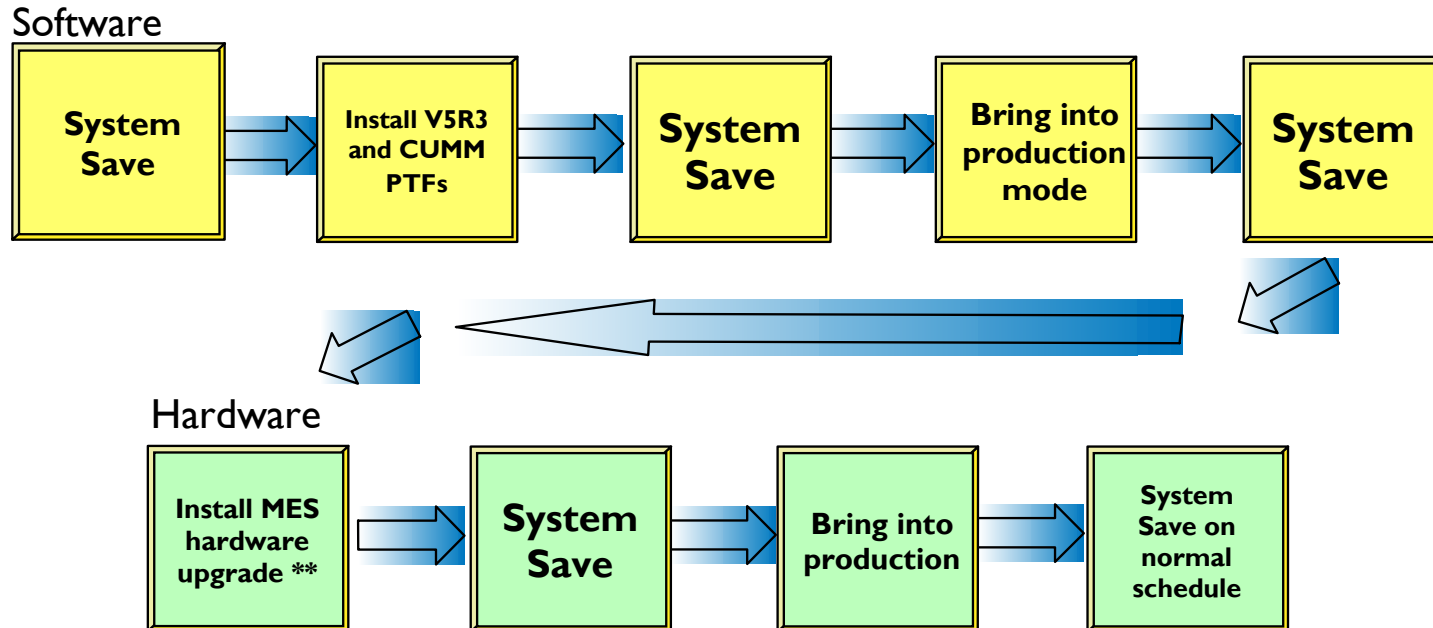 Software
System
Save
Install V5R3
and CUMM
PTFs
System
Save
Bring into
production
mode
System
Save
Hardware
Install MES
hardware
upgrade **
System
Save
Bring into
production
System
Save on
normal
schedule